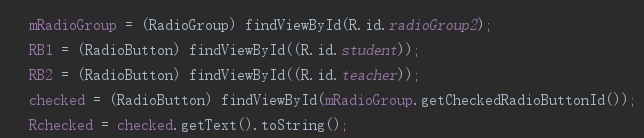 mRadioGroup = (RadioGroup) findViewById(R.id.radioGroup2);
RB1 = (RadioButton) findViewById((R.id.student));
RB2 = (RadioButton) findViewById((R.id.teacher));
checked = (RadioButton) findViewById(mRadioGroup.getCheckedRadioButtonId());
Rchecked = checked.getText().toString();